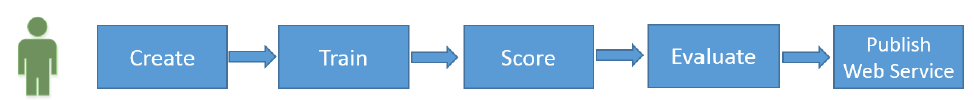 Create
Train
Score
Evaluate
Publish
Web Service